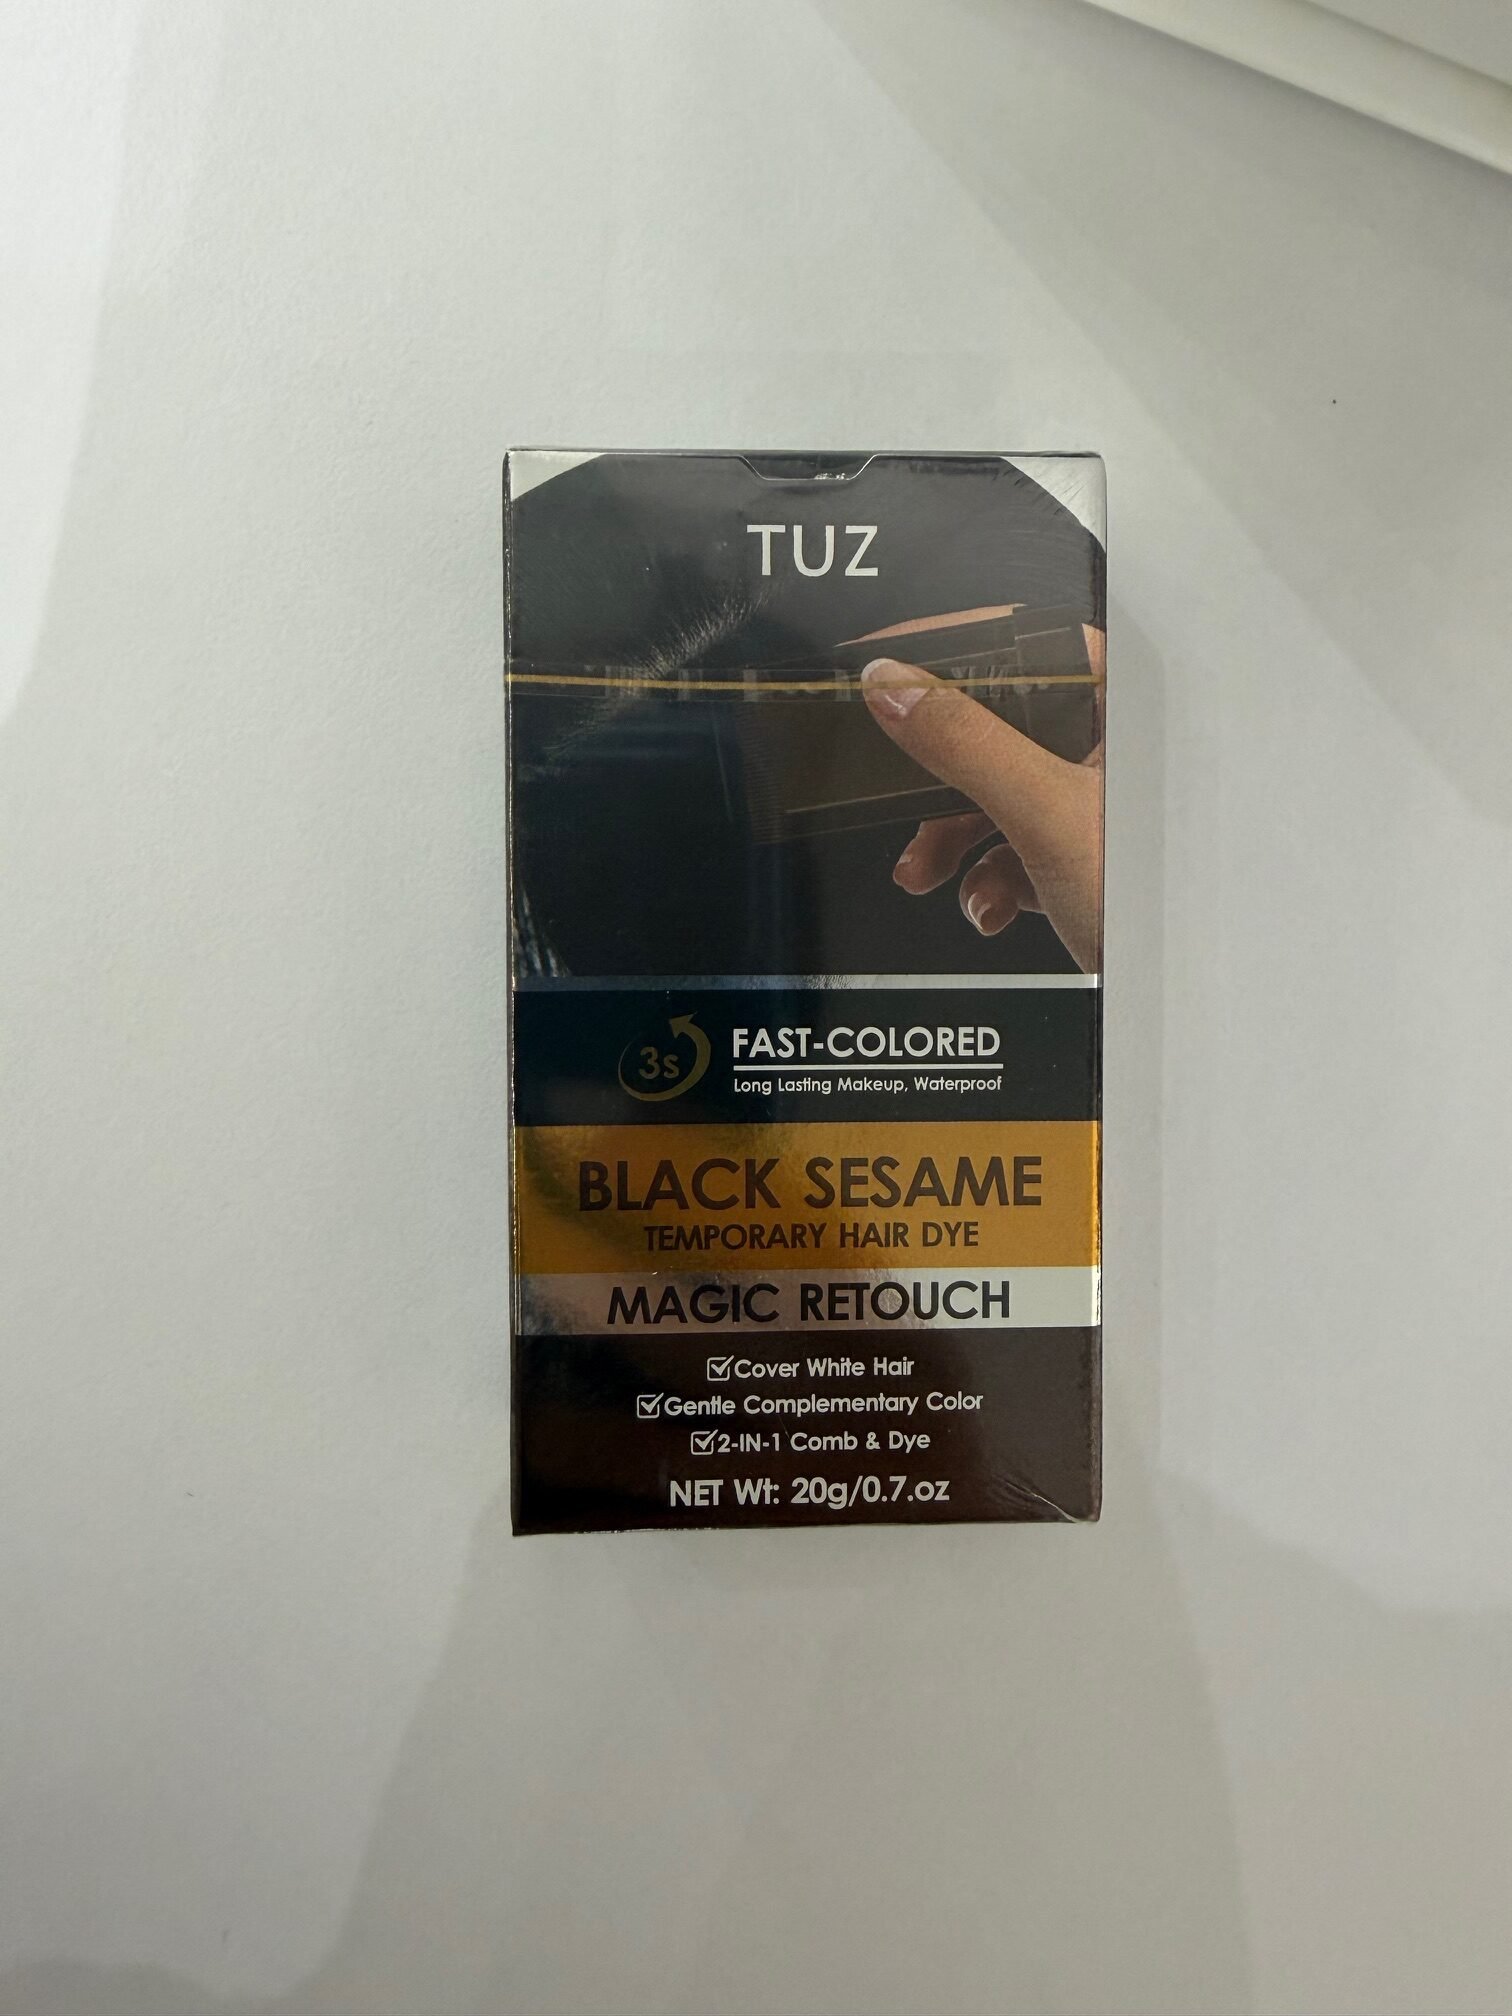 TUZ
3s
FAST-COLORED
Long Lasting Makeup, Waterproof
BLACK SESAME
TEMPORARY HAIR DYE
MAGIC RETOUCH
Cover White Hair
Gentle Complementary Color
2-IN-1 Comb & Dye
NET Wt: 20g/0.7.oz